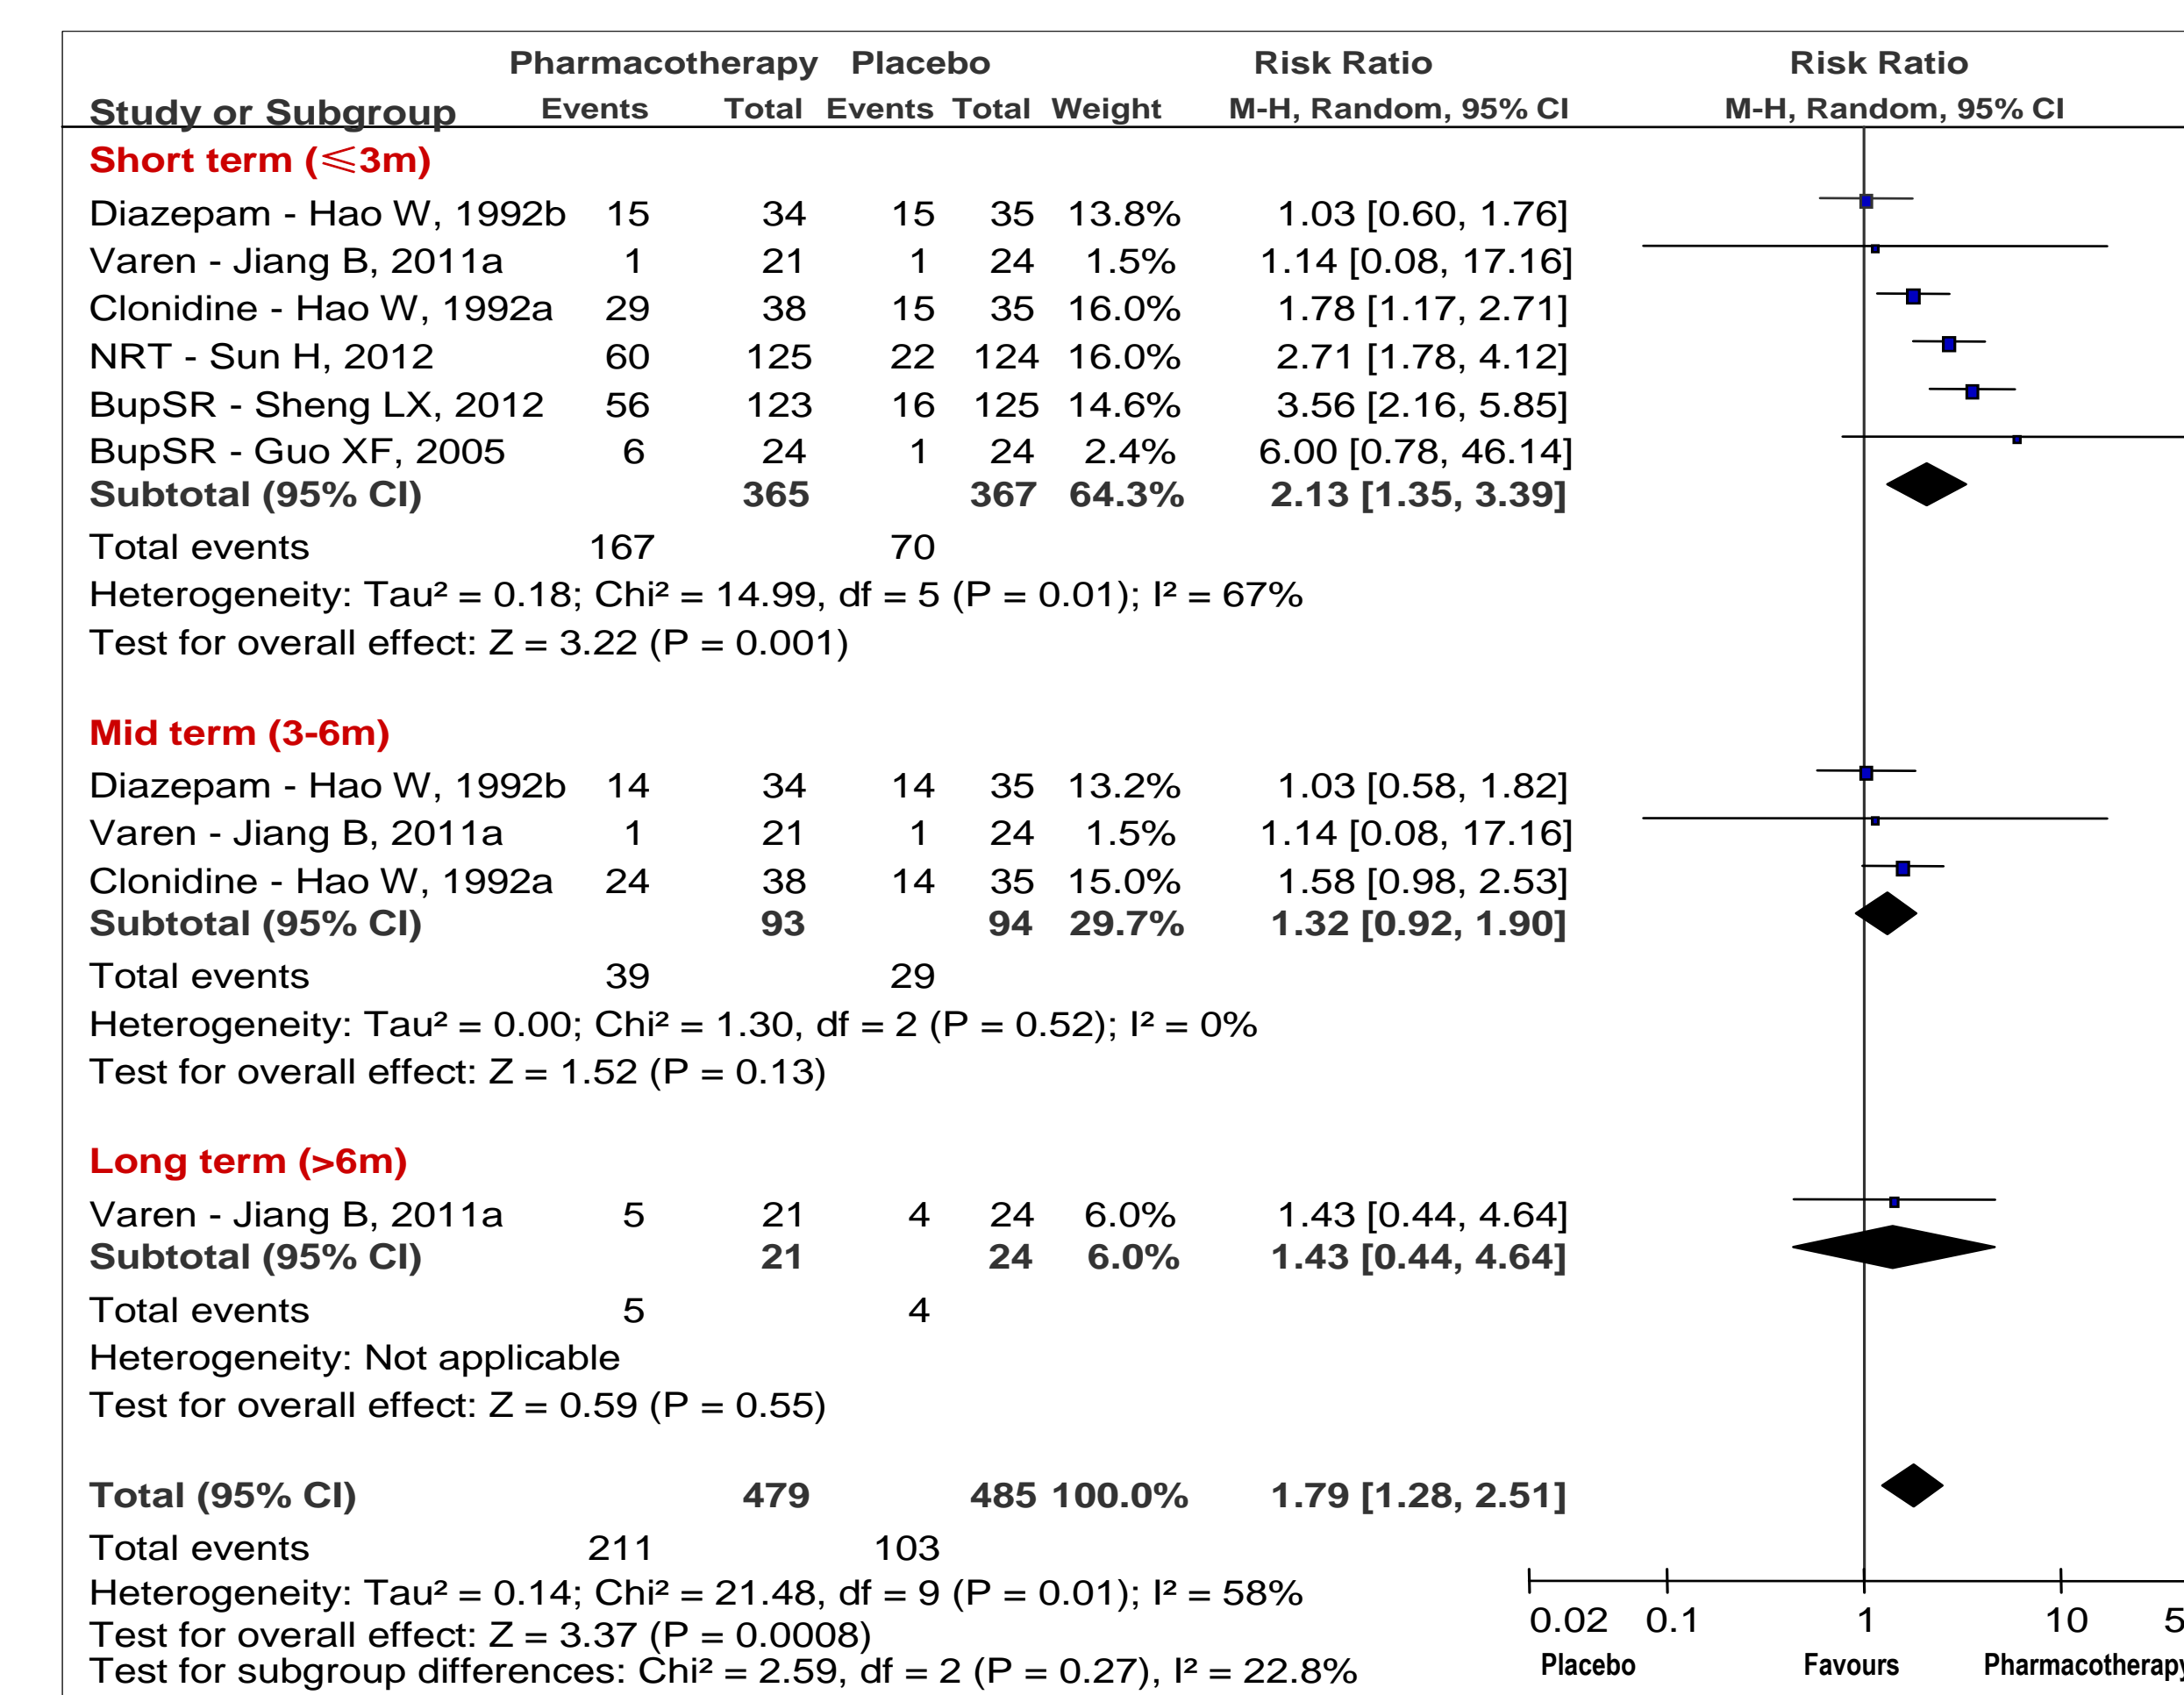 Pharmacotherapy Placebo Risk Ratio Risk Ratio
Study or Subgroup Events Total Events Total Weight M-H, Random, 95% CI M-H, Random, 95% CI
Short term (≤3m)
Diazepam - Hao W, 1992b 15 34 15 35 13.8% 1.03 [0.60, 1.76]
Varen - Jiang B, 2011a 1 21 1 24 1.5% 1.14 [0.08, 17.16]
Clonidine - Hao W, 1992a 29 38 15 35 16.0% 1.78 [1.17, 2.71]
NRT - Sun H, 2012 60 125 22 124 16.0% 2.71 [1.78, 4.12]
BupSR - Sheng LX, 2012 56 123 16 125 14.6% 3.56 [2.16, 5.85]
BupSR - Guo XF, 2005 6 24 1 24 2.4% 6.00 [0.78, 46.14]
Subtotal (95% CI) 365 367 64.3% 2.13 [1.35, 3.39]
Total events 167 70
Heterogeneity: Tau² = 0.18; Chi² = 14.99, df = 5 (P = 0.01); I² = 67%
Test for overall effect: Z = 3.22 (P = 0.001)
Mid term (3-6m)
Diazepam - Hao W, 1992b 14 34 14 35 13.2% 1.03 [0.58, 1.82]
Varen - Jiang B, 2011a 1 21 1 24 1.5% 1.14 [0.08, 17.16]
Clonidine - Hao W, 1992a 24 38 14 35 15.0% 1.58 [0.98, 2.53]
Subtotal (95% CI) 93 94 29.7% 1.32 [0.92, 1.90]
Total events 39 29
Heterogeneity: Tau² = 0.00; Chi² = 1.30, df = 2 (P = 0.52); I² = 0%
Test for overall effect: Z = 1.52 (P = 0.13)
Long term (>6m)
Varen - Jiang B, 2011a 5 21 4 24 6.0% 1.43 [0.44, 4.64]
Subtotal (95% CI) 21 24 6.0% 1.43 [0.44, 4.64]
Total events 5 4
Heterogeneity: Not applicable
Test for overall effect: Z = 0.59 (P = 0.55)
Total (95% CI) 479 485 100.0% 1.79 [1.28, 2.51]
Total events 211 103
Heterogeneity: Tau² = 0.14; Chi² = 21.48, df = 9 (P = 0.01); I² = 58%
Test for overall effect: Z = 3.37 (P = 0.0008)
Test for subgroup differences: Chi² = 2.59, df = 2 (P = 0.27), I² = 22.8%
0.02 0.1 1 10 5
Placebo Favours Pharmacotherapy